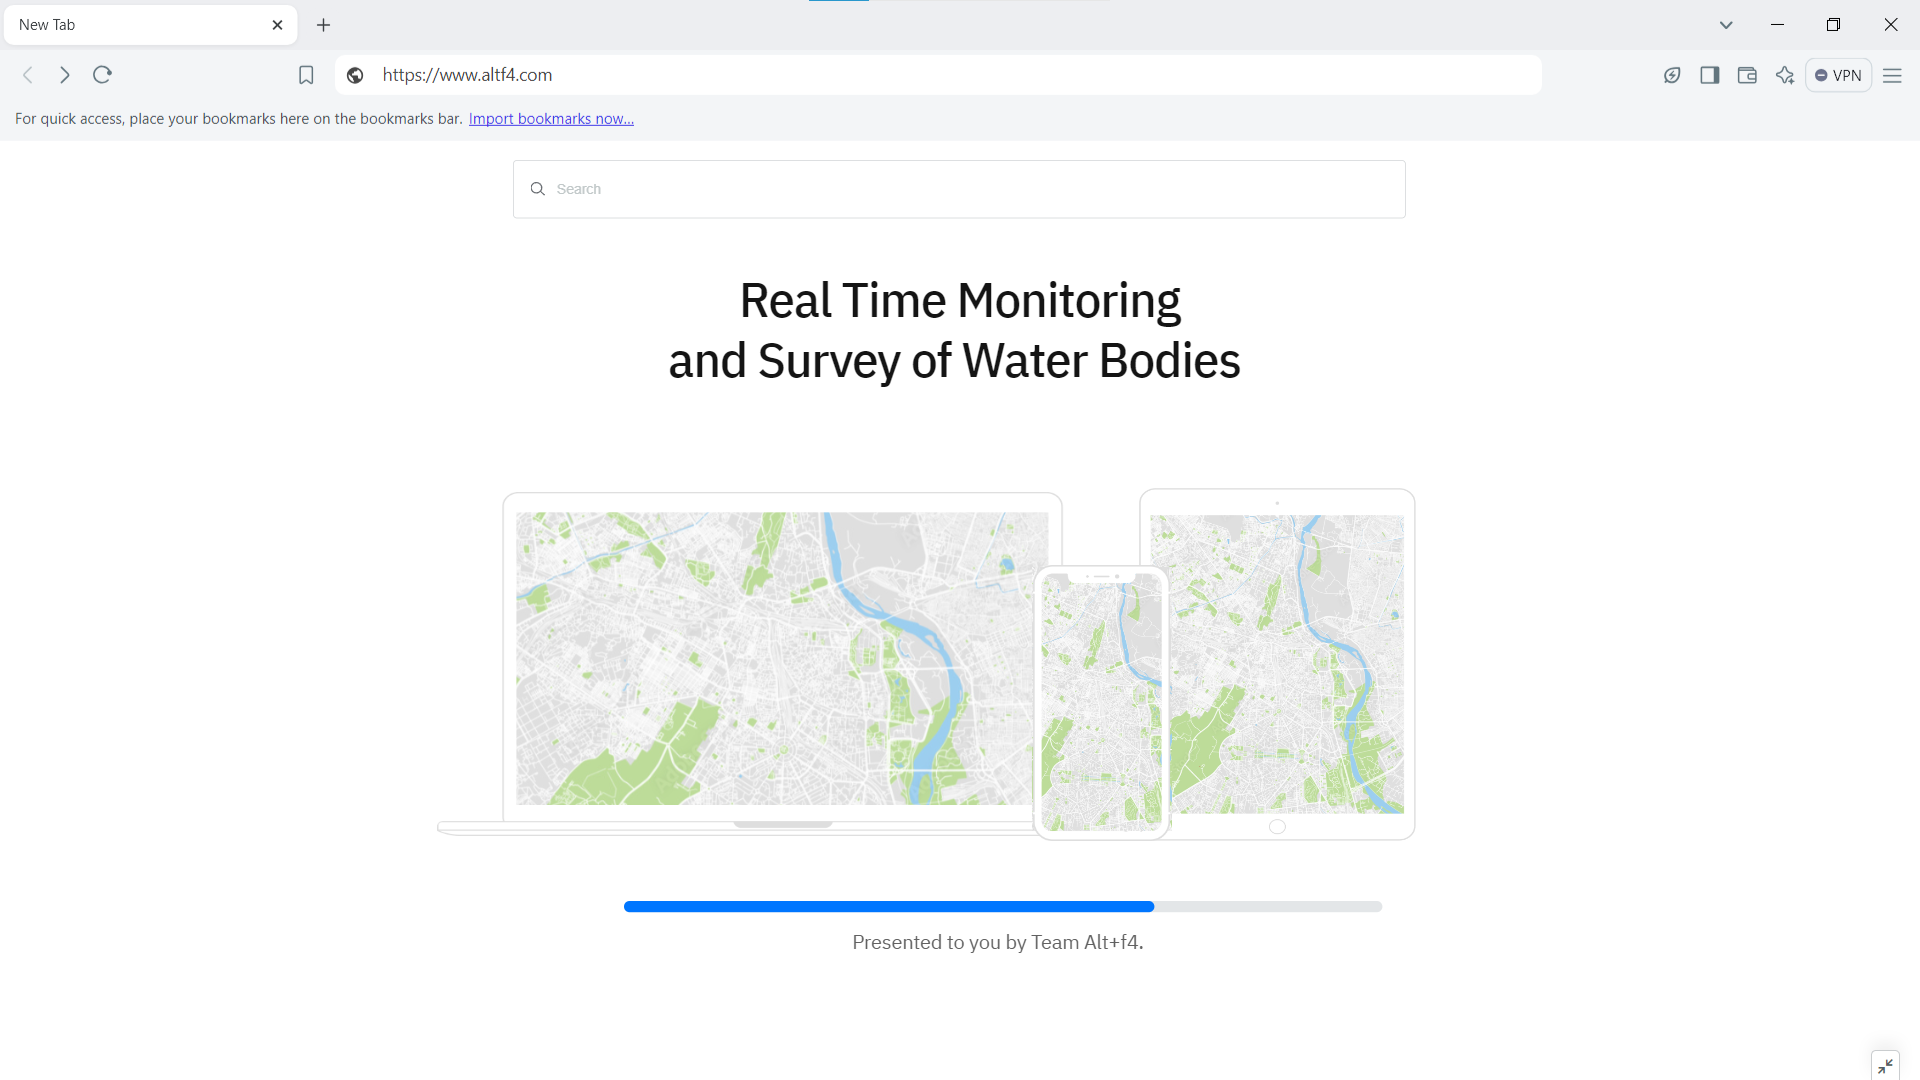 New Tab
https://www.altf4.com
VPN
For quick access, place your bookmarks here on the bookmarks bar. Import bookmarks now...
Search
Real Time Monitoring
and Survey of Water Bodies
Presented to you by Team Alt+f4.